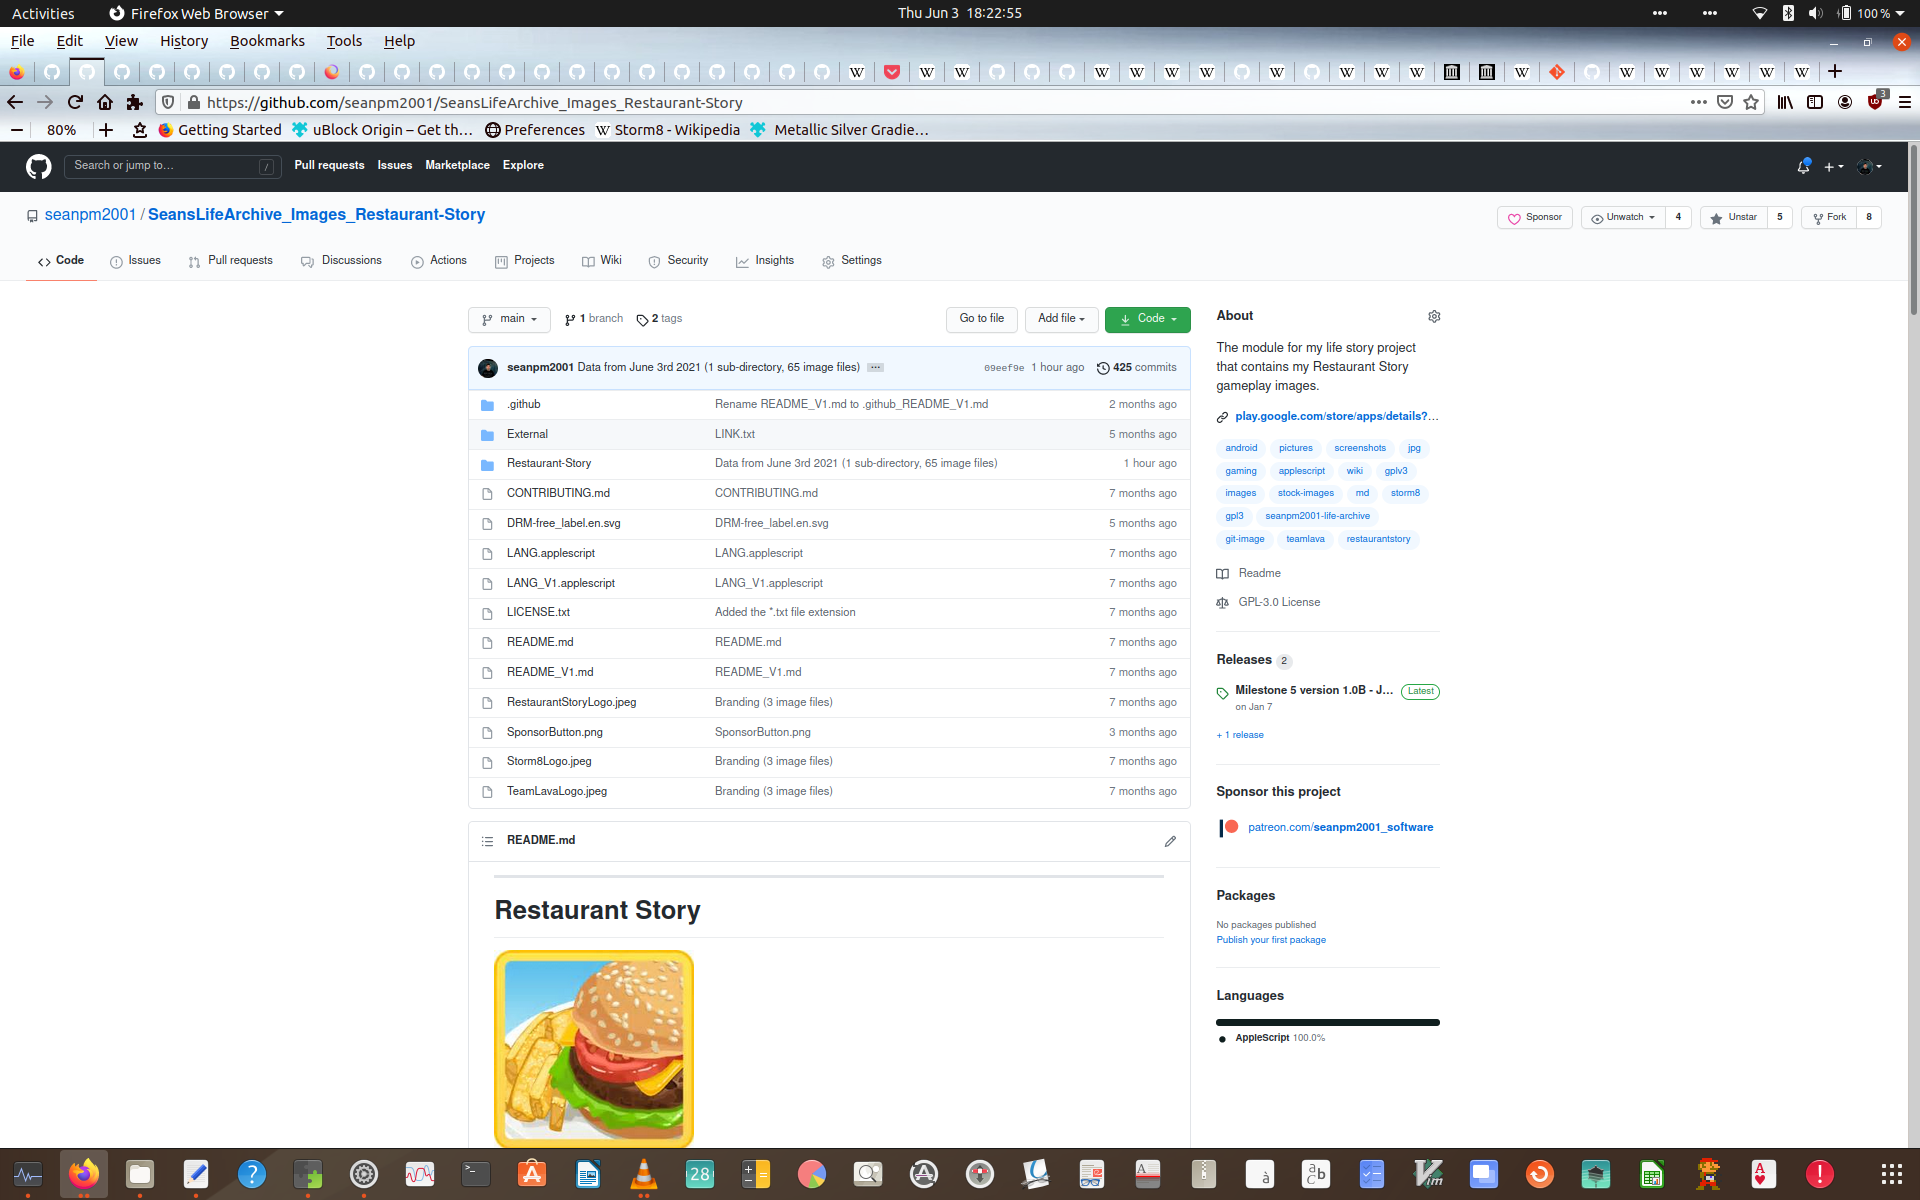 Activities Firefox Web Browser Thu Jun 3 18:22:55 100 %
File Edit View History Bookmarks Tools Help
https://github.com/seanpm2001/SeansLifeArchive_Images_Restaurant-Story 3
80% Getting Started uBlock Origin – Get th… Preferences Storm8 - Wikipedia Metallic Silver Gradie…
Search or jump to… / Pull requests Issues Marketplace Explore
seanpm2001 / SeansLifeArchive_Images_Restaurant-Story Sponsor Unwatch 4 Unstar 5 Fork 8
Code Issues Pull requests Discussions Actions Projects Wiki Security Insights Settings
main 1 branch 2 tags Go to file Add file Code
seanpm2001 Data from June 3rd 2021 (1 sub-directory, 65 image files) … 09eef9e 1 hour ago 425 commits
.github Rename README_V1.md to .github_README_V1.md 2 months ago
External LINK.txt 5 months ago
Restaurant-Story Data from June 3rd 2021 (1 sub-directory, 65 image files) 1 hour ago
CONTRIBUTING.md CONTRIBUTING.md 7 months ago
DRM-free_label.en.svg DRM-free_label.en.svg 5 months ago
LANG.applescript LANG.applescript 7 months ago
LANG_V1.applescript LANG_V1.applescript 7 months ago
LICENSE.txt Added the *.txt file extension 7 months ago
README.md README.md 7 months ago
README_V1.md README_V1.md 7 months ago
RestaurantStoryLogo.jpeg Branding (3 image files) 7 months ago
SponsorButton.png SponsorButton.png 3 months ago
Storm8Logo.jpeg Branding (3 image files) 7 months ago
TeamLavaLogo.jpeg Branding (3 image files) 7 months ago
README.md
Restaurant Story
About
The module for my life story project
that contains my Restaurant Story
gameplay images.
play.google.com/store/apps/details?…
android pictures screenshots jpg
gaming applescript wiki gplv3
images stock-images md storm8
gpl3 seanpm2001-life-archive
git-image teamlava restaurantstory
Readme
GPL-3.0 License
Releases 2
Milestone 5 version 1.0B - J… Latest
on Jan 7
+ 1 release
Sponsor this project
patreon.com/seanpm2001_software
Packages
No packages published
Publish your first package
Languages
AppleScript 100.0%
28